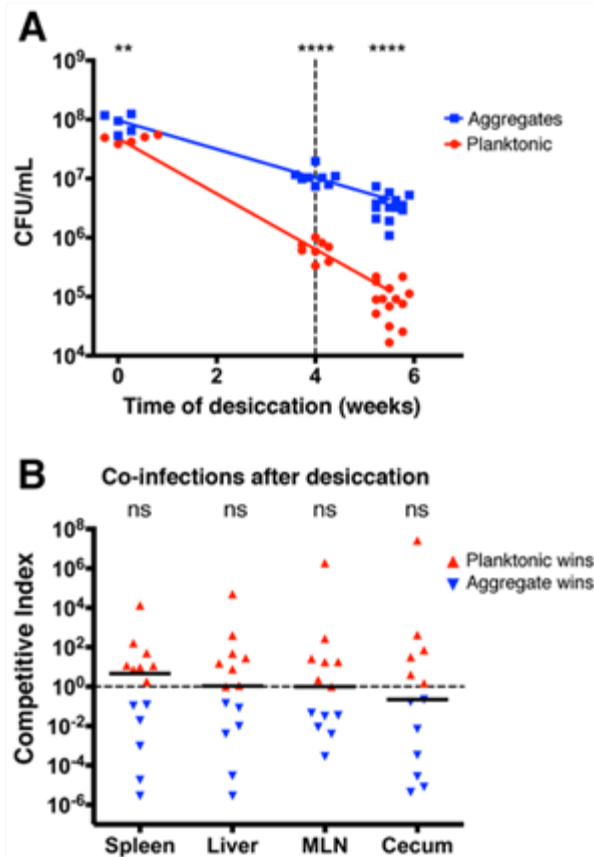 A
** **** ****
10⁹
10⁸
10⁷
10⁶
10⁵
10⁴
CFU/mL
Aggregates
Planktonic
0 2 4 6
Time of desiccation (weeks)
B
Co-infections after desiccation
ns ns ns ns
10⁸
10⁶
10⁴
10²
10⁰
10⁻²
10⁻⁴
10⁻⁶
Competitive Index
Planktonic wins
Aggregate wins
Spleen Liver MLN Cecum